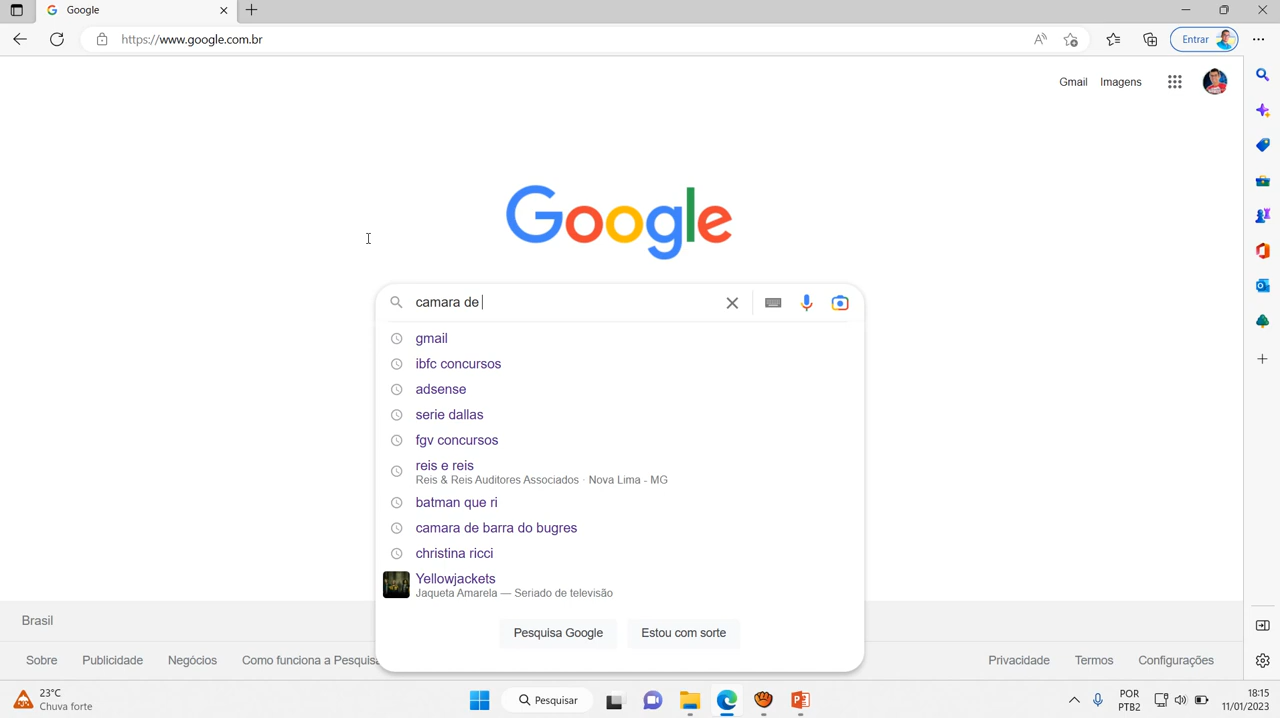 Google
https://www.google.com.br
Entrar
Gmail Imagens
Google
camara de
gmail
ibfc concursos
adsense
serie dallas
fgv concursos
reis e reis
Reis & Reis Auditores Associados · Nova Lima - MG
batman que ri
camara de barra do bugres
christina ricci
Yellowjackets
Jaqueta Amarela — Seriado de televisão
Pesquisa Google Estou com sorte
Brasil
Sobre Publicidade Negócios Como funciona a Pesquisa Privacidade Termos Configurações
23°C
Chuva forte
Pesquisar
POR
PTB2
18:15
11/01/2023